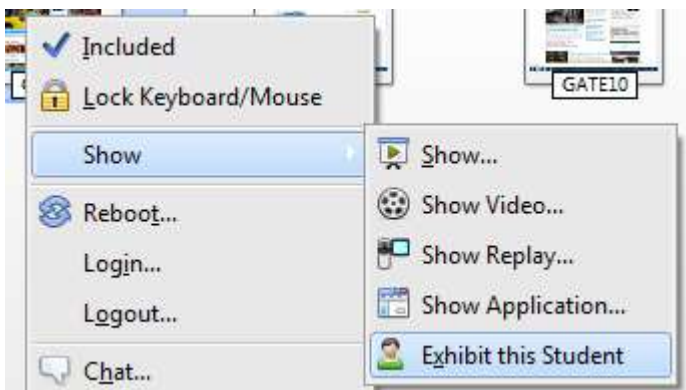 Included
GATE10
Lock Keyboard/Mouse
Show
Show...
Reboot...
Show Video...
Login...
Show Replay...
Logout...
Show Application...
Chat...
Exhibit this Student